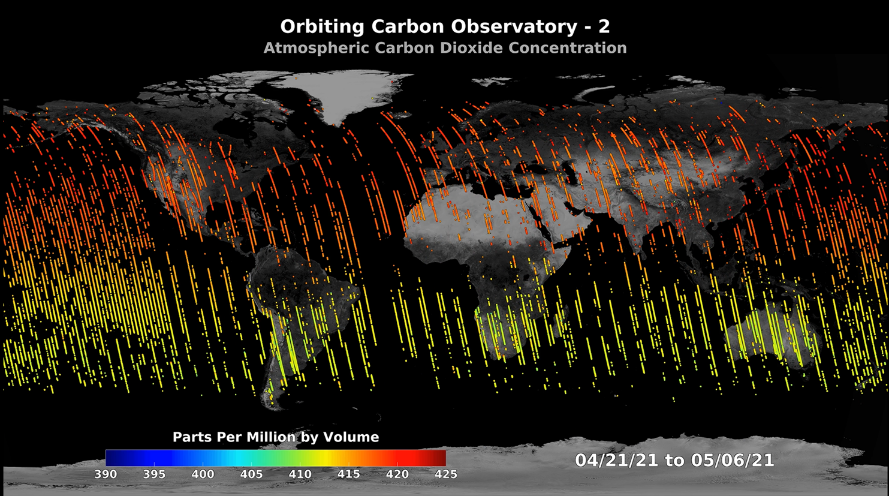 Orbiting Carbon Observatory - 2
Atmospheric Carbon Dioxide Concentration
Parts Per Million by Volume
04/21/21 to 05/06/21
390 395 400 405 410 415 420 425